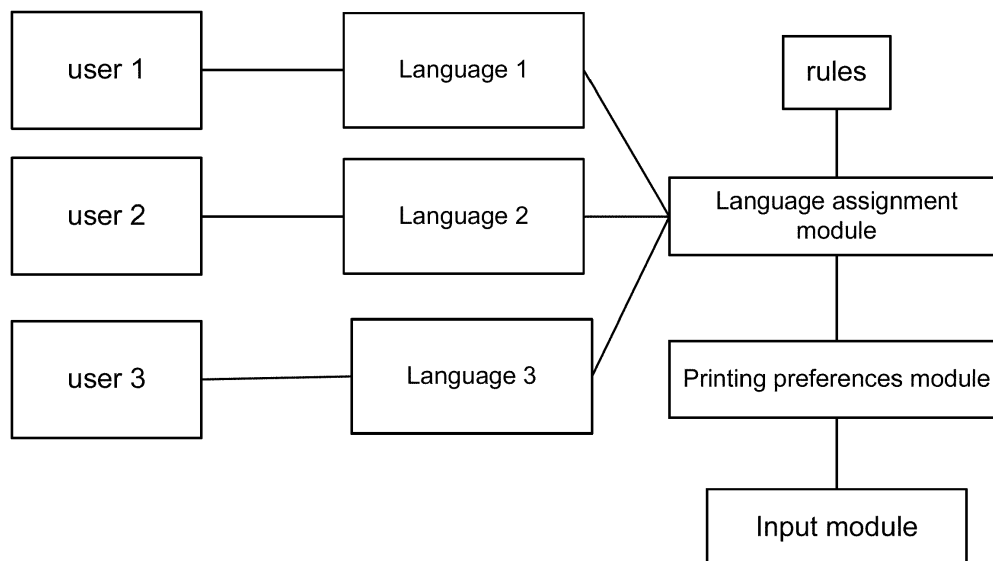 user 1
Language 1
rules
user 2
Language 2
Language assignment
module
user 3
Language 3
Printing preferences module
Input module